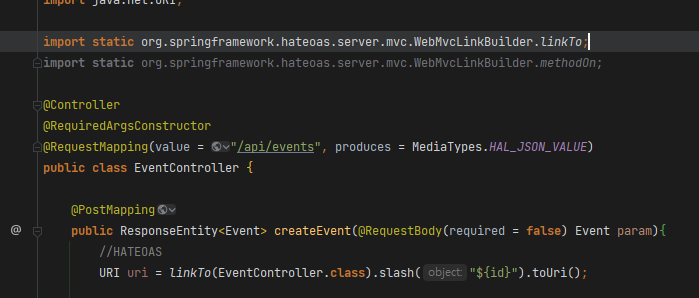 import java.net.URI;
import static org.springframework.hateoas.server.mvc.WebMvcLinkBuilder.linkTo;
import static org.springframework.hateoas.server.mvc.WebMvcLinkBuilder.methodOn;
@Controller
@RequiredArgsConstructor
@RequestMapping(value = "/api/events", produces = MediaTypes.HAL_JSON_VALUE)
public class EventController {
@PostMapping
@ public ResponseEntity<Event> createEvent(@RequestBody(required = false) Event param){
//HATEOAS
URI uri = linkTo(EventController.class).slash( object: "${id}").toUri();